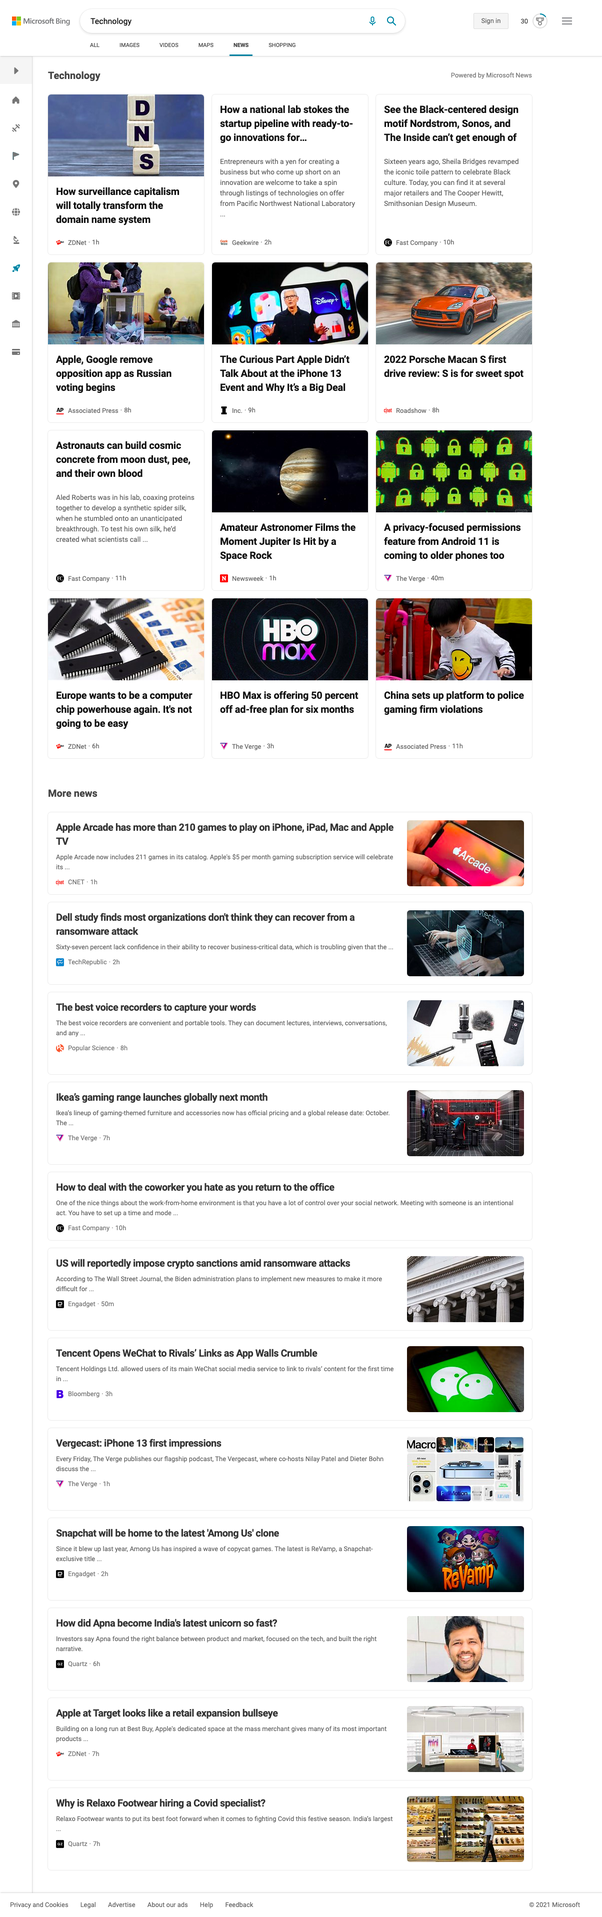 Microsoft Bing
Technology
Sign in
30
ALL
IMAGES
VIDEOS
MAPS
NEWS
SHOPPING
Technology
Powered by Microsoft News
D
N
S
How surveillance capitalism
will totally transform the
domain name system
ZDNet · 1h
How a national lab stokes the
startup pipeline with ready-to-
go innovations for...
Entrepreneurs with a yen for creating a
business but who come up short on an
innovation are welcome to take a spin
through listings of technologies on offer
from Pacific Northwest National Laboratory
...
Geekwire · 2h
See the Black-centered design
motif Nordstrom, Sonos, and
The Inside can't get enough of
Sixteen years ago, Sheila Bridges revamped
the iconic toile pattern to celebrate Black
culture. Today, you can find it at several
major retailers and The Cooper Hewitt,
Smithsonian Design Museum.
Fast Company · 10h
Apple, Google remove
opposition app as Russian
voting begins
AP Associated Press · 8h
Disney+
The Curious Part Apple Didn't
Talk About at the iPhone 13
Event and Why It's a Big Deal
Inc. · 9h
2022 Porsche Macan S first
drive review: S is for sweet spot
Roadshow · 8h
Astronauts can build cosmic
concrete from moon dust, pee,
and their own blood
Aled Roberts was in his lab, coaxing proteins
together to develop a synthetic spider silk,
when he stumbled onto an unanticipated
breakthrough. To test his own silk, he'd
created what scientists call ...
Fast Company · 11h
Amateur Astronomer Films the
Moment Jupiter Is Hit by a
Space Rock
N Newsweek · 1h
A privacy-focused permissions
feature from Android 11 is
coming to older phones too
The Verge · 40m
Europe wants to be a computer
chip powerhouse again. It's not
going to be easy
ZDNet · 6h
HBO
max
HBO Max is offering 50 percent
off ad-free plan for six months
The Verge · 3h
China sets up platform to police
gaming firm violations
AP Associated Press · 11h
More news
Apple Arcade has more than 210 games to play on iPhone, iPad, Mac and Apple
TV
Apple Arcade now includes 211 games in its catalog. Apple's $5 per month gaming subscription service will celebrate
its ...
CNET · 1h
Arcade
Dell study finds most organizations don't think they can recover from a
ransomware attack
Sixty-seven percent lack confidence in their ability to recover business-critical data, which is troubling given that the ...
TechRepublic · 2h
The best voice recorders to capture your words
The best voice recorders are convenient and portable tools. They can document lectures, interviews, conversations,
and any ...
Popular Science · 8h
Ikea's gaming range launches globally next month
Ikea's lineup of gaming-themed furniture and accessories now has official pricing and a global release date: October.
The ...
The Verge · 7h
How to deal with the coworker you hate as you return to the office
One of the nice things about the work-from-home environment is that you have a lot of control over your social network. Meeting with someone is an intentional
act. You have to set up a time and mode ...
Fast Company · 10h
US will reportedly impose crypto sanctions amid ransomware attacks
According to The Wall Street Journal, the Biden administration plans to implement new measures to make it more
difficult for ...
Engadget · 50m
Tencent Opens WeChat to Rivals' Links as App Walls Crumble
Tencent Holdings Ltd. allowed users of its main WeChat social media service to link to rivals' content for the first time
in ...
B Bloomberg · 3h
Vergecast: iPhone 13 first impressions
Every Friday, The Verge publishes our flagship podcast, The Vergecast, where co-hosts Nilay Patel and Dieter Bohn
discuss the ...
The Verge · 1h
Macro
Snapchat will be home to the latest 'Among Us' clone
Since it blew up last year, Among Us has inspired a wave of copycat games. The latest is ReVamp, a Snapchat-
exclusive title ...
Engadget · 2h
ReVamp
How did Apna become India's latest unicorn so fast?
Investors say Apna found the right balance between product and market, focused on the tech, and built the right
narrative.
Quartz · 6h
Apple at Target looks like a retail expansion bullseye
Building on a long run at Best Buy, Apple's dedicated space at the mass merchant gives many of its most important
products ...
ZDNet · 7h
mini
Why is Relaxo Footwear hiring a Covid specialist?
Relaxo Footwear wants to put its best foot forward when it comes to fighting Covid this festive season. India's largest
...
Quartz · 7h
Privacy and Cookies
Legal
Advertise
About our ads
Help
Feedback
© 2021 Microsoft